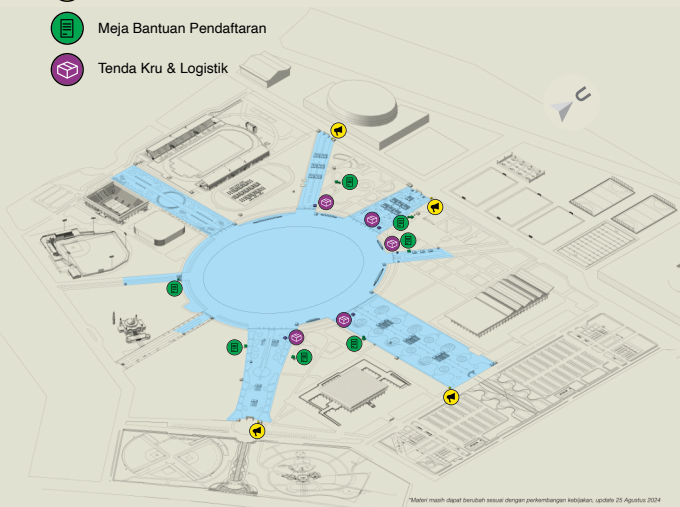 Meja Bantuan Pendaftaran
Tenda Kru & Logistik
U
*Materi masih dapat berubah sesuai dengan perkembangan kebijakan, update 25 Agustus 2024